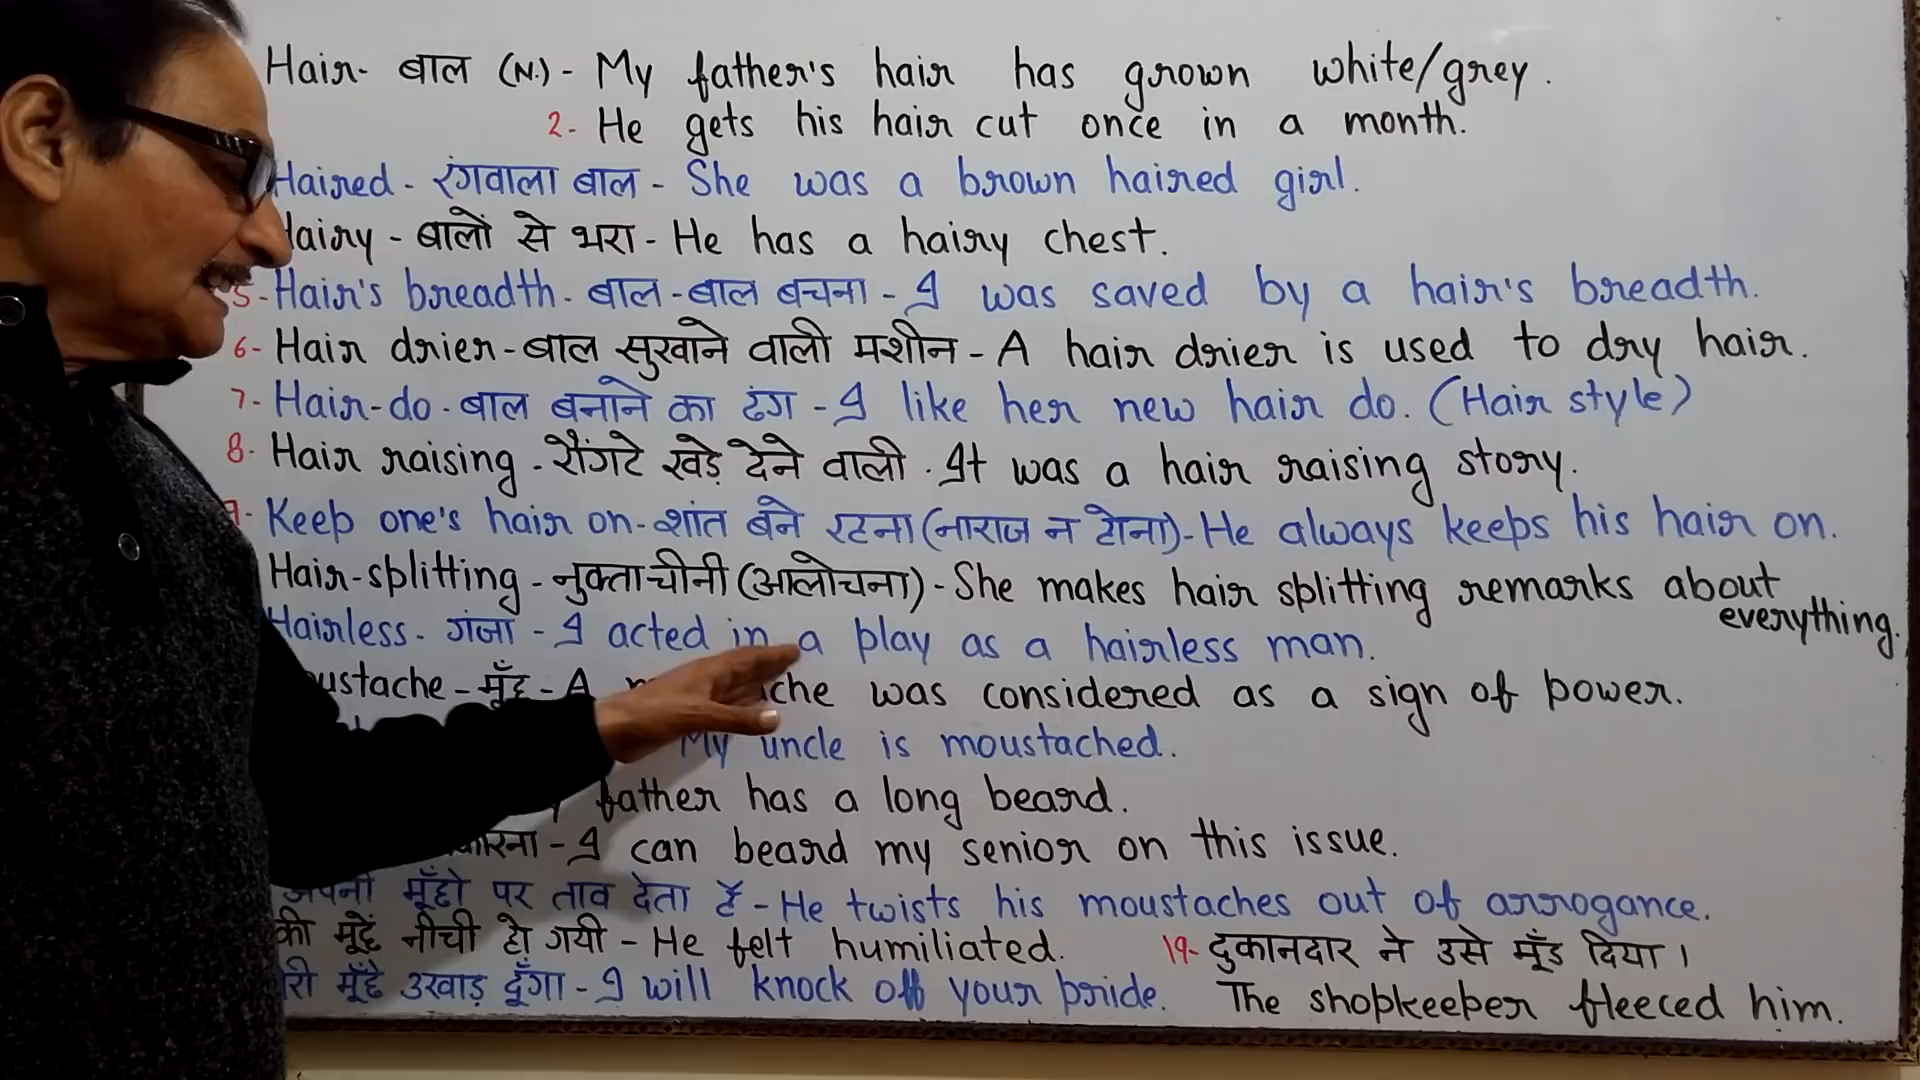 Hair- बाल (N.) - My father's hair has grown white/grey.
2- He gets his hair cut once in a month.
Haired - रंगवाला बाल - She was a brown haired girl.
Hairy - बालों से भरा - He has a hairy chest.
5- Hair's breadth - बाल-बाल बचना - I was saved by a hair's breadth.
6- Hair drier - बाल सुखाने वाली मशीन - A hair drier is used to dry hair.
7- Hair-do - बाल बनाने का ढंग - I like her new hair do. (Hair style)
8- Hair raising - रौंगटे खड़े देने वाली. It was a hair raising story.
9- Keep one's hair on - शांत बने रहना (नाराज न होना) - He always keeps his hair on.
Hair-splitting - नुक्ताचीनी (आलोचना) - She makes hair splitting remarks about everything.
Hairless - गंजा - I acted in a play as a hairless man.
ustache - मूँछ - A che was considered as a sign of power.
My uncle is moustached.
father has a long beard.
कारना - I can beard my senior on this issue.
अपनी मूँछों पर ताव देता है - He twists his moustaches out of arrogance.
की मूछें नीची हो गयी - He felt humiliated.
री मूँछें उखाड़ दूँगा - I will knock off your pride.
19- दुकानदार ने उसे मूँड दिया।
The shopkeeper fleeced him.